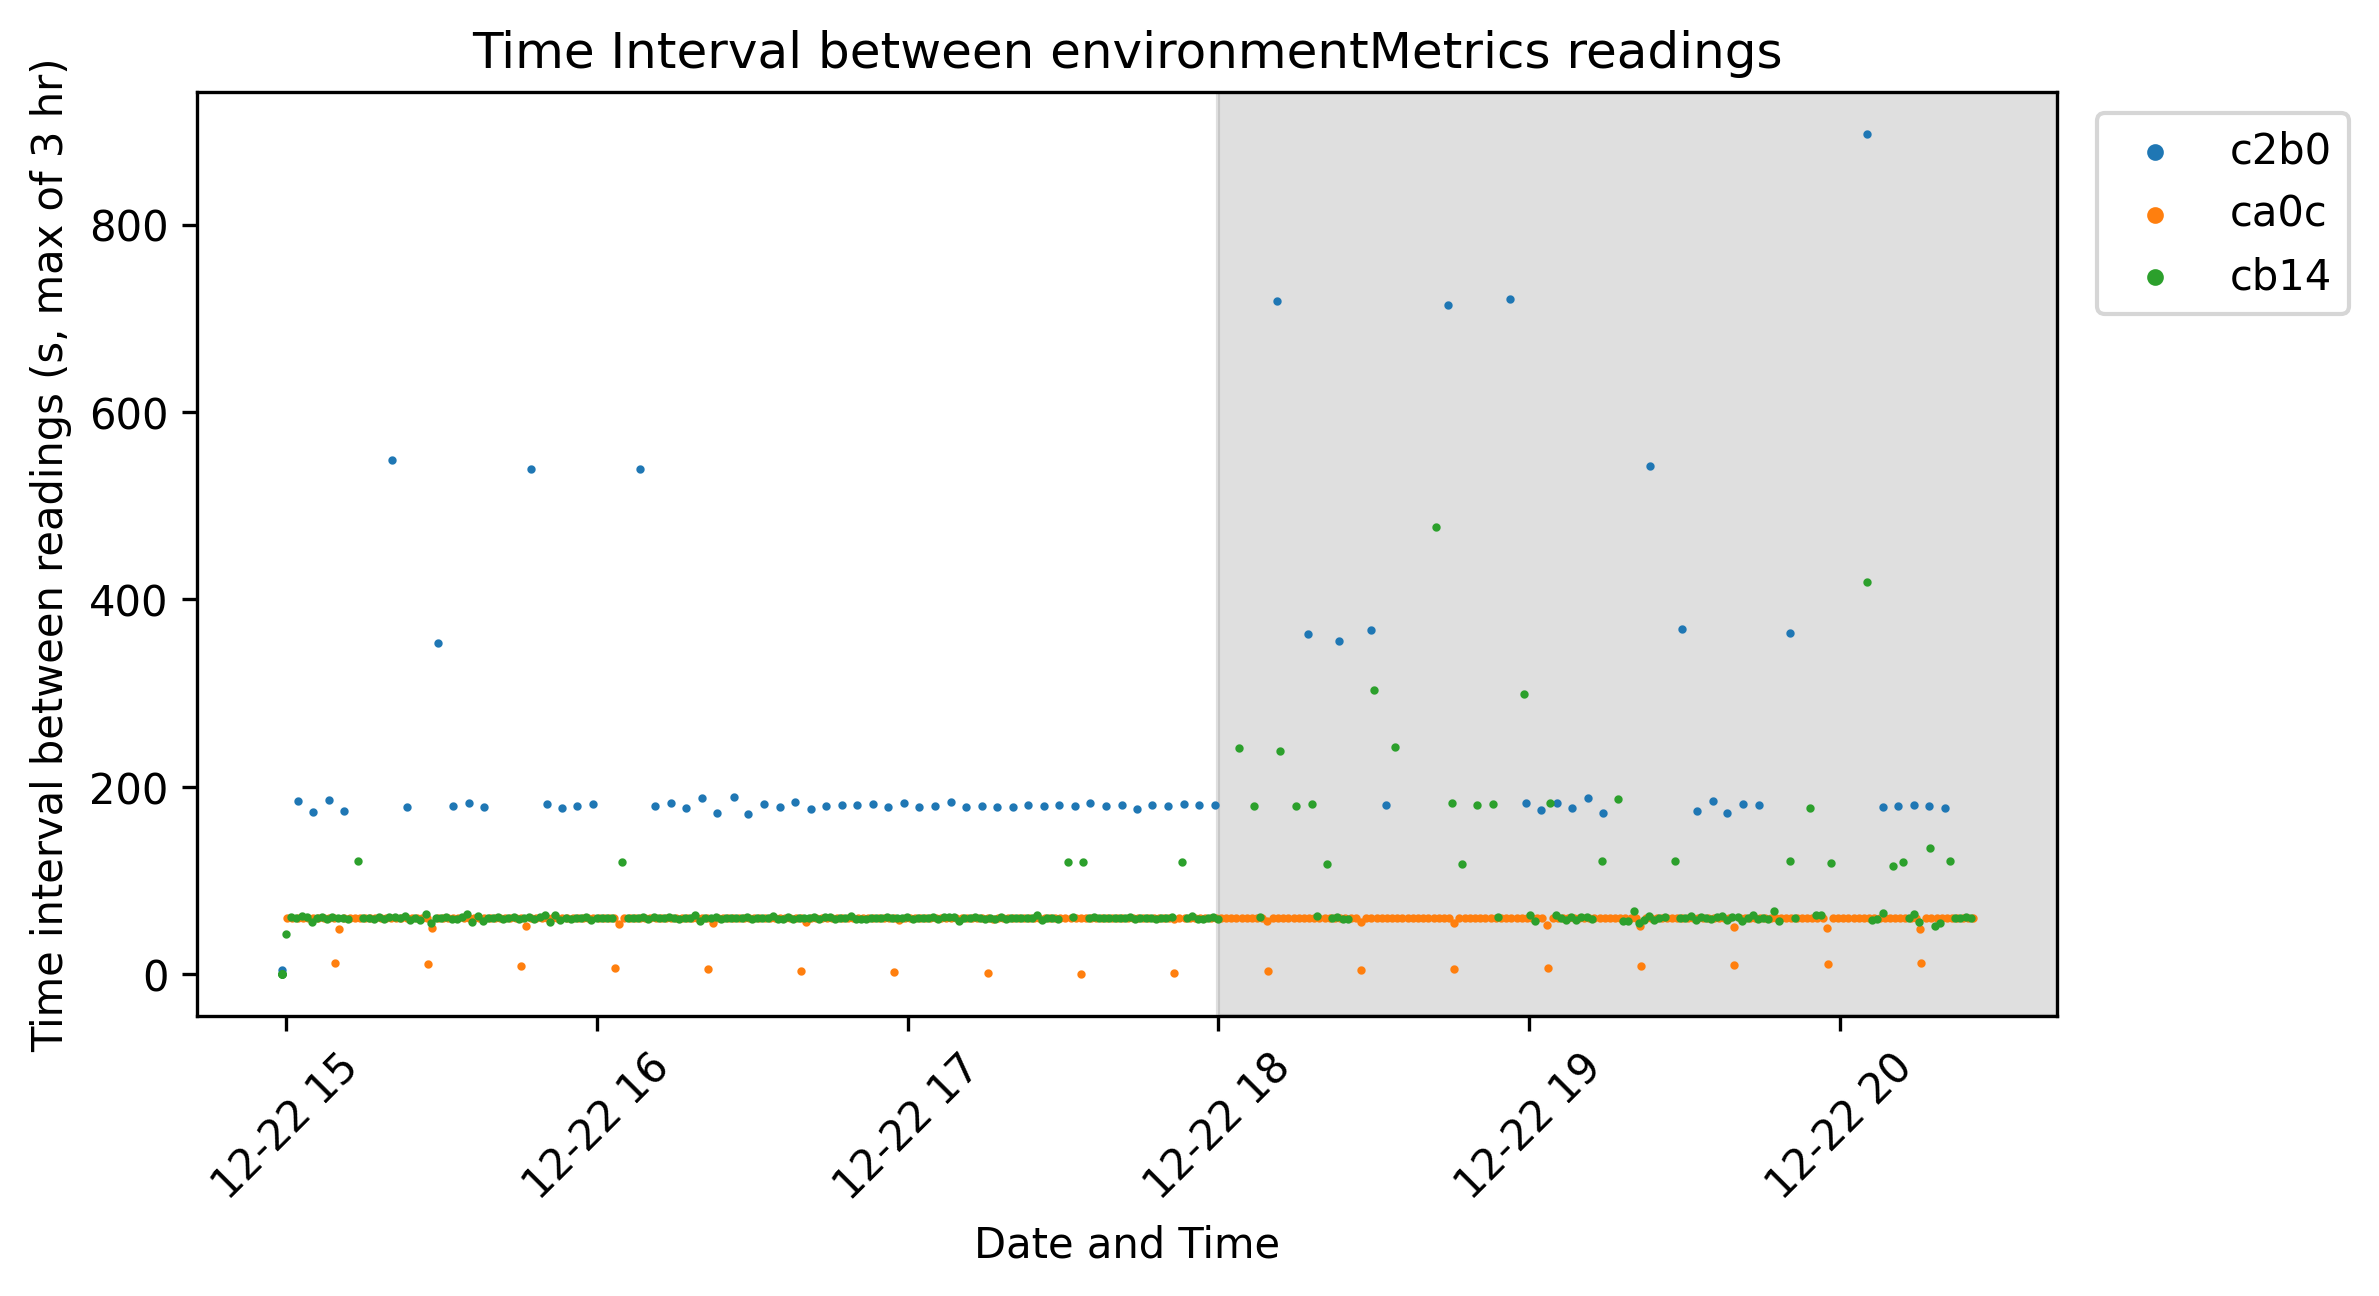 Time Interval between environmentMetrics readings
Time interval between readings (s, max of 3 hr)
800
600
400
200
0
12-22 15
12-22 16
12-22 17
12-22 18
12-22 19
12-22 20
Date and Time
c2b0
ca0c
cb14